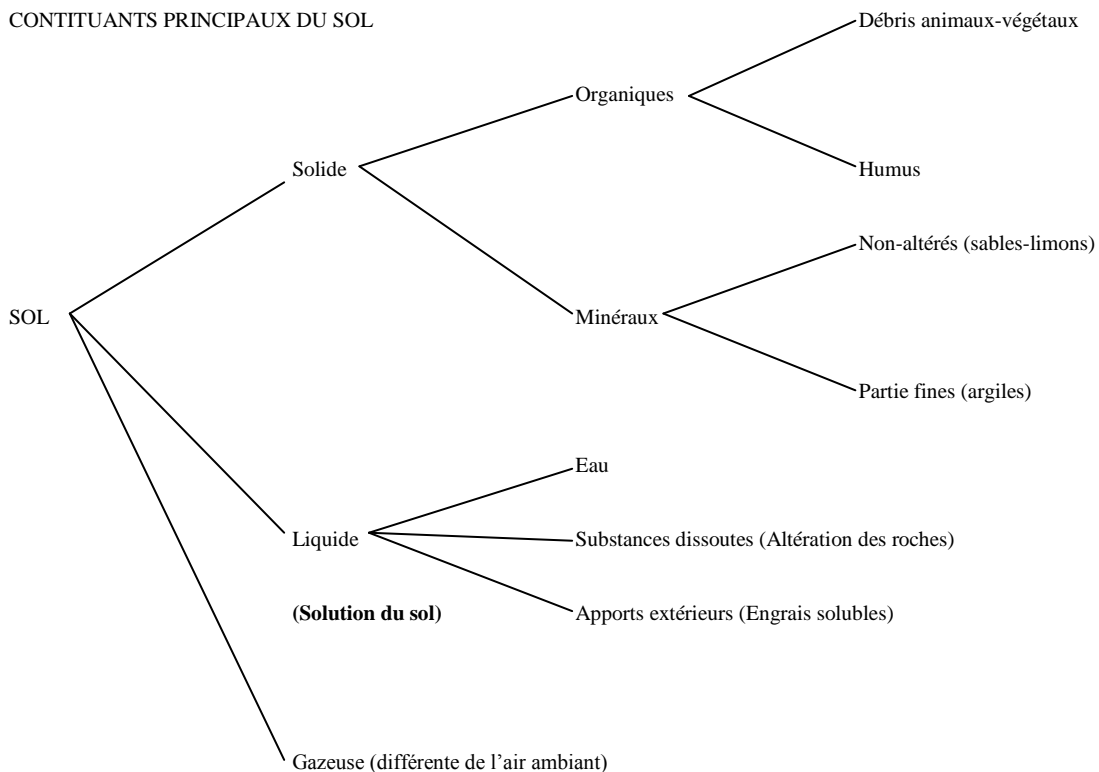 CONTITUANTS PRINCIPAUX DU SOL
Débris animaux-végétaux
Organiques
Solide
Humus
Non-altérés (sables-limons)
SOL
Minéraux
Partie fines (argiles)
Eau
Liquide
Substances dissoutes (Altération des roches)
(Solution du sol)
Apports extérieurs (Engrais solubles)
Gazeuse (différente de l’air ambiant)